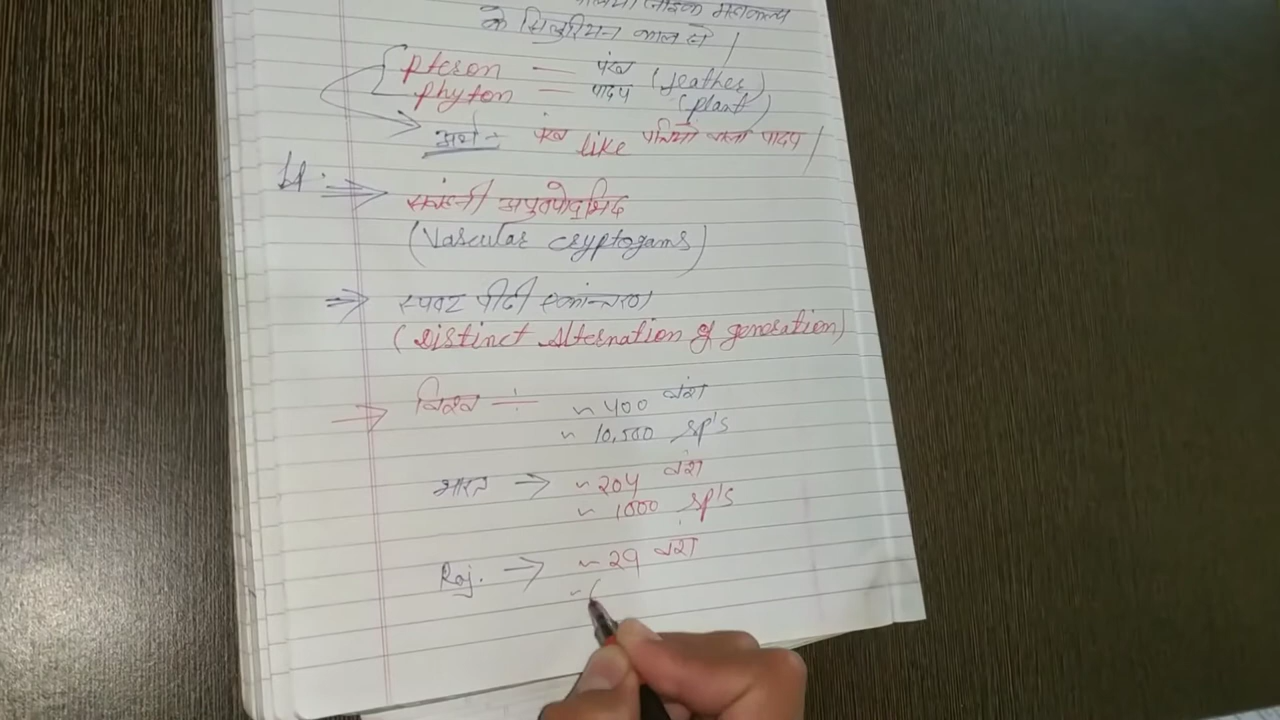 के सिलुरियन काल से |
Pteron — पंख (feather)
Phyton — पादप (plant)
अर्थ :- पंख like पत्तियों वाला पादप |
⇒ संवहनी अपुष्पोद्भिद
(Vascular cryptogams)
⇒ स्पष्ट पीढी एकान्तरण
(Distinct Alternation of generation)
→ विश्व ÷ ~ 400 वंश
~ 10,500 sp's
भारत → ~ 204 वंश
~ 1000 sp's
Raj. → ~ 29 वंश